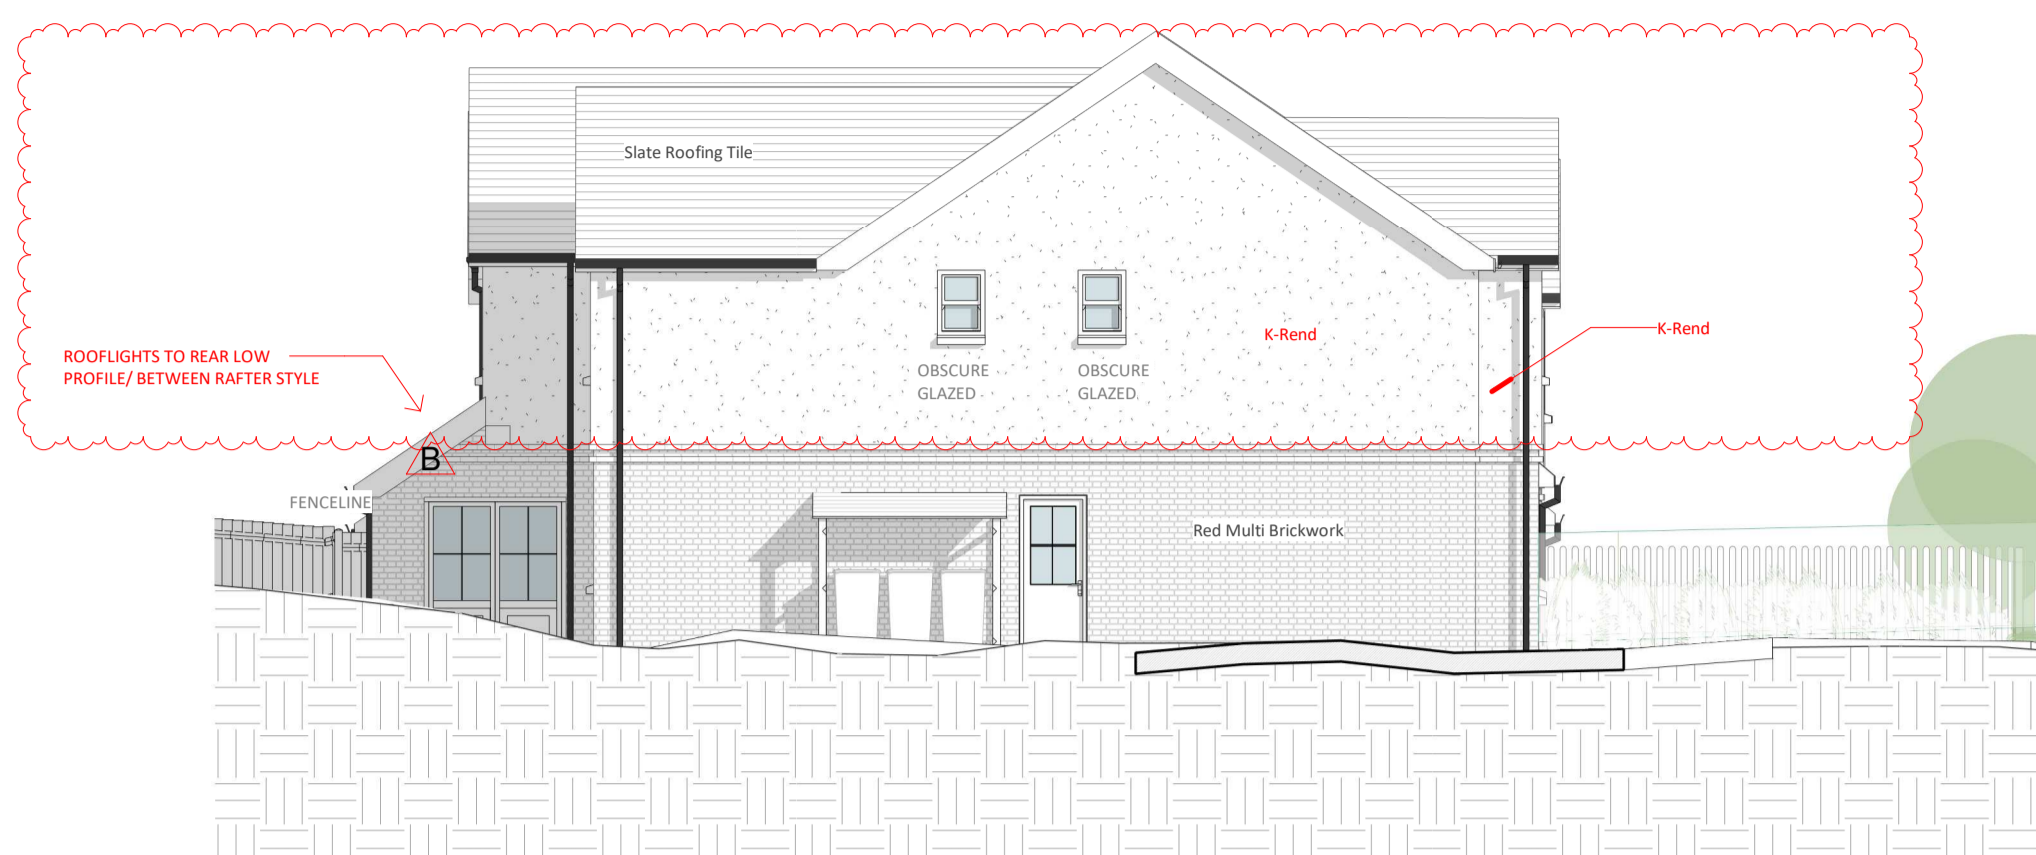 Slate Roofing Tile
K-Rend
K-Rend
ROOFLIGHTS TO REAR LOW
PROFILE/ BETWEEN RAFTER STYLE
OBSCURE
GLAZED
OBSCURE
GLAZED
B
FENCELINE
Red Multi Brickwork